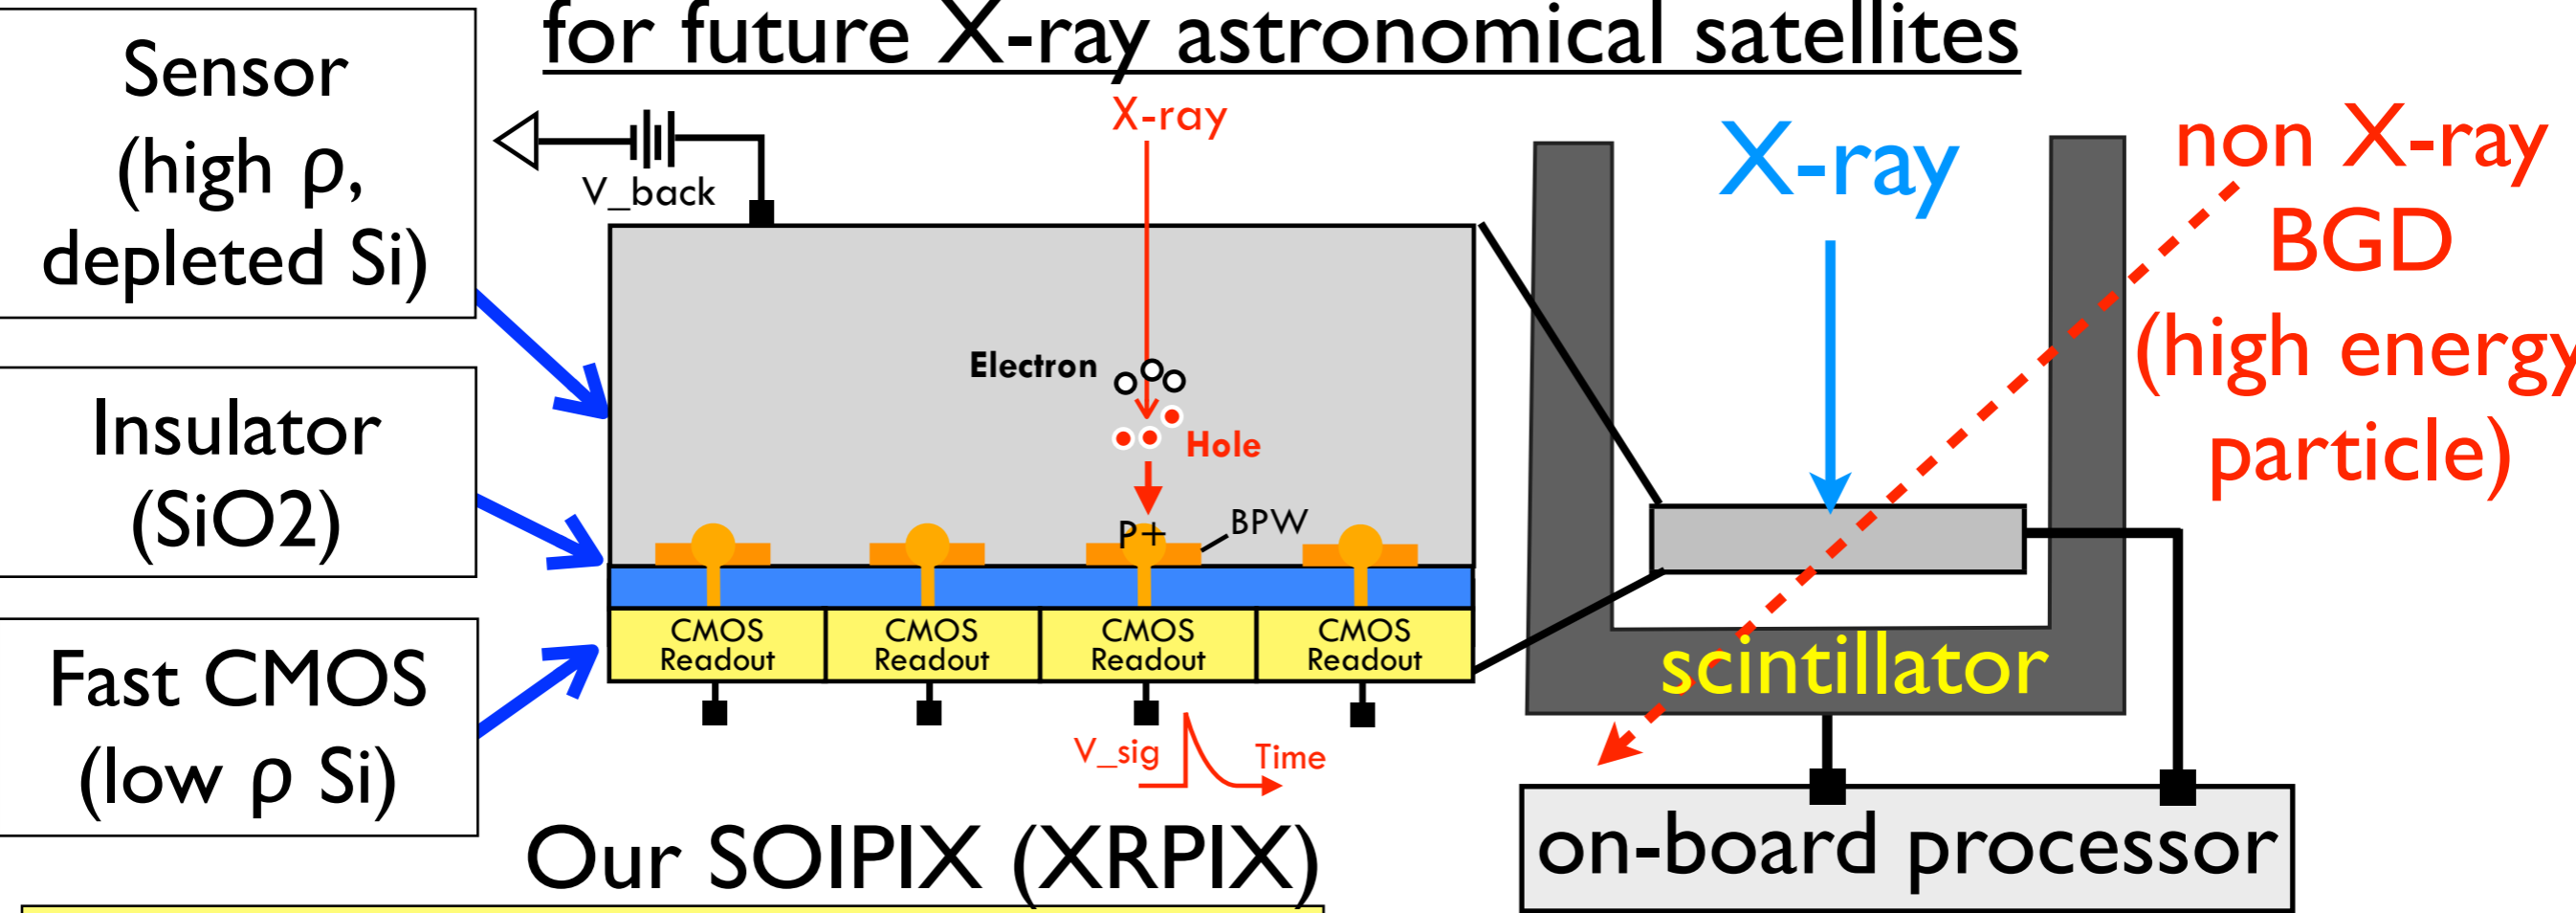 for future X-ray astronomical satellites
Sensor
(high ρ,
depleted Si)
Insulator
(SiO2)
Fast CMOS
(low ρ Si)
V_back
X-ray
Electron
Hole
P+
BPW
CMOS
Readout
CMOS
Readout
CMOS
Readout
CMOS
Readout
V_sig
Time
Our SOIPIX (XRPIX)
X-ray
non X-ray
BGD
(high energy
particle)
scintillator
on-board processor